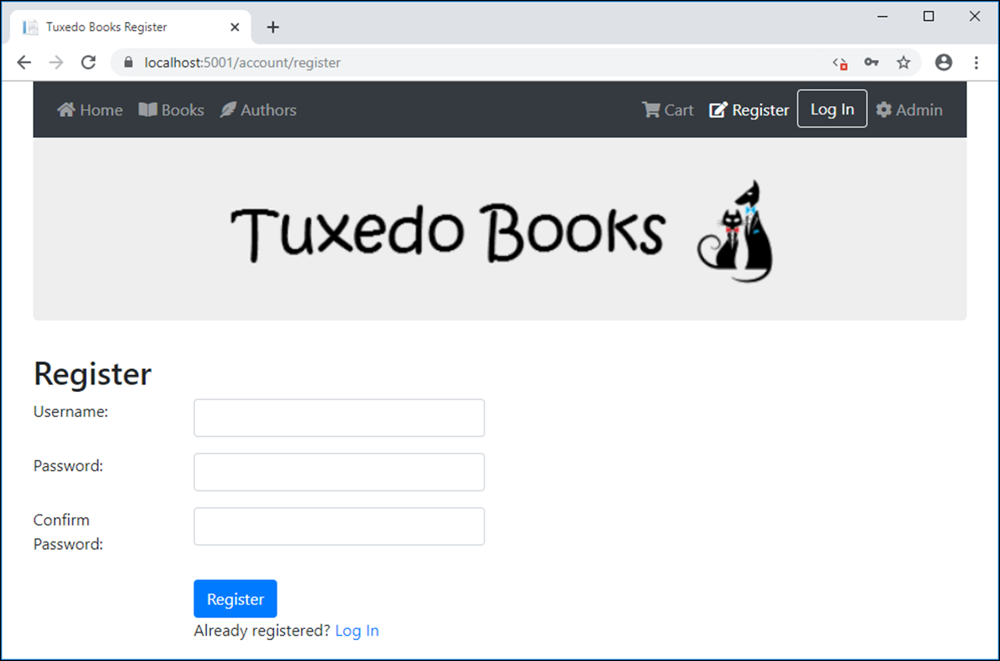 Tuxedo Books Register
localhost:5001/account/register
Home Books Authors Cart Register Log In Admin
Tuxedo Books
Register
Username:
Password:
Confirm
Password:
Register
Already registered? Log In